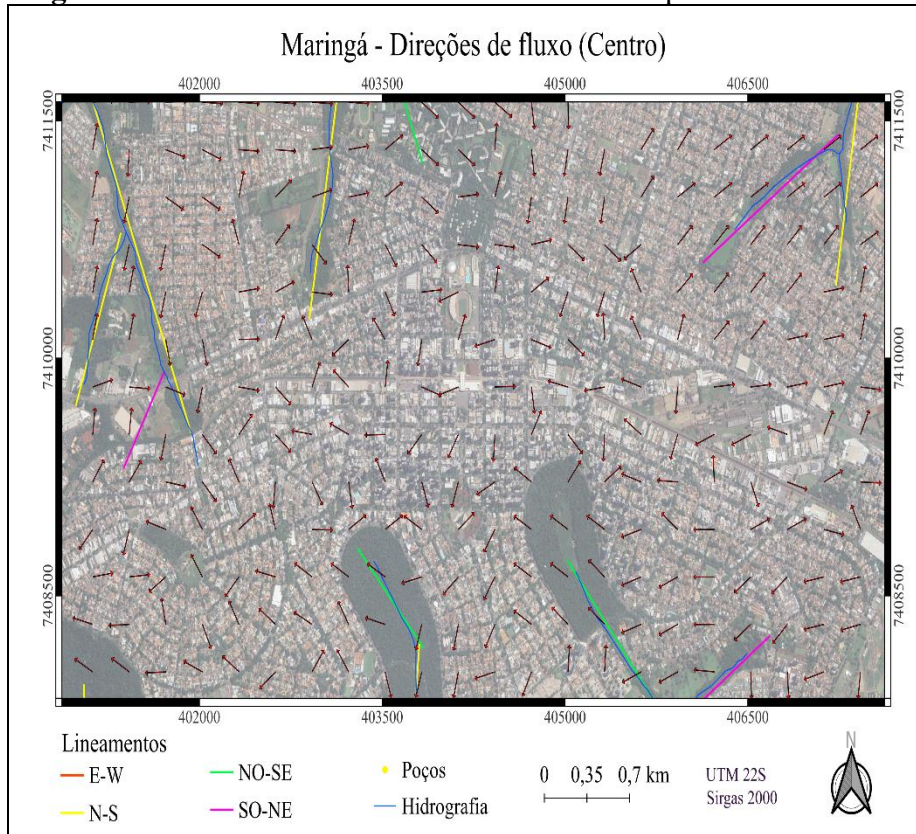 Maringá - Direções de fluxo (Centro)
402000 403500 405000 406500
7411500 7411500
7410000 7410000
7408500 7408500
402000 403500 405000 406500
Lineamentos
E-W NO-SE Poços 0 0,35 0,7 km UTM 22S N
N-S SO-NE Hidrografia Sirgas 2000